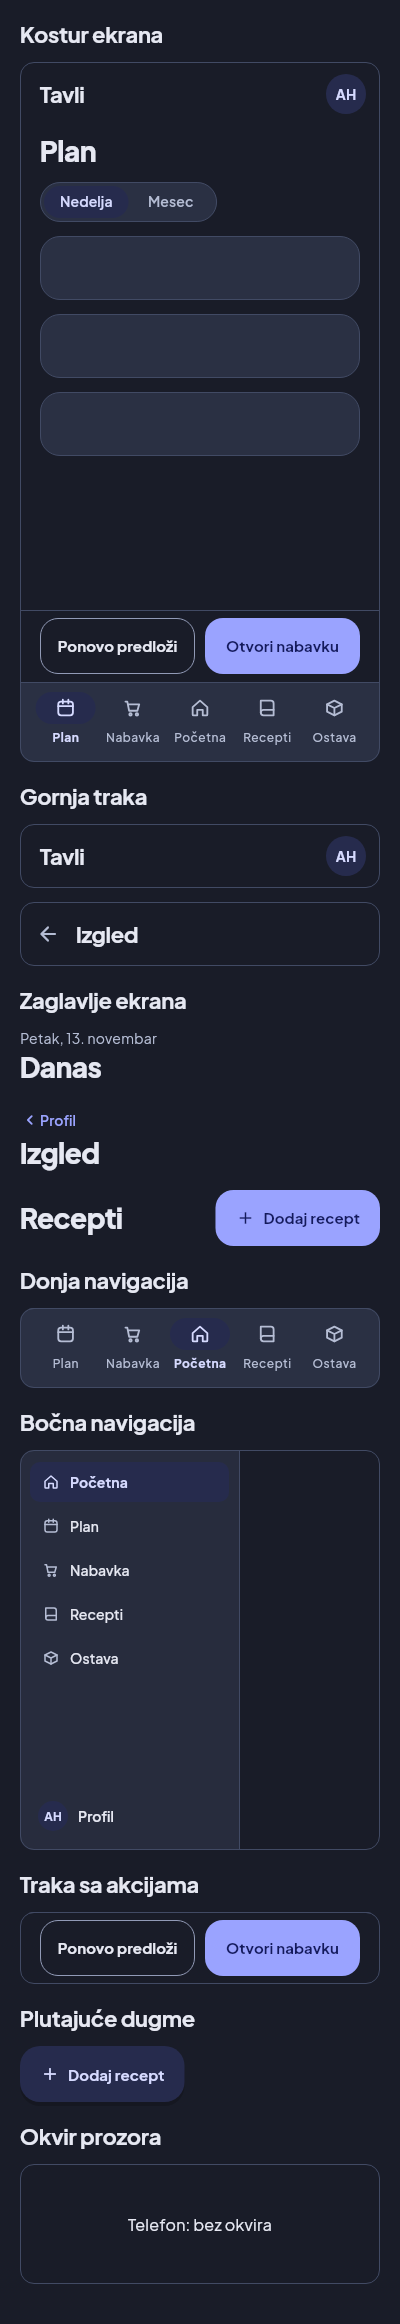 Kostur ekrana
Tavli
AH
Plan
Nedelja Mesec
Ponovo predloži Otvori nabavku
Plan Nabavka Početna Recepti Ostava
Gornja traka
Tavli
AH
Izgled
Zaglavlje ekrana
Petak, 13. novembar
Danas
Profil
Izgled
Recepti
Dodaj recept
Donja navigacija
Plan Nabavka Početna Recepti Ostava
Bočna navigacija
Početna
Plan
Nabavka
Recepti
Ostava
AH Profil
Traka sa akcijama
Ponovo predloži Otvori nabavku
Plutajuće dugme
Dodaj recept
Okvir prozora
Telefon: bez okvira